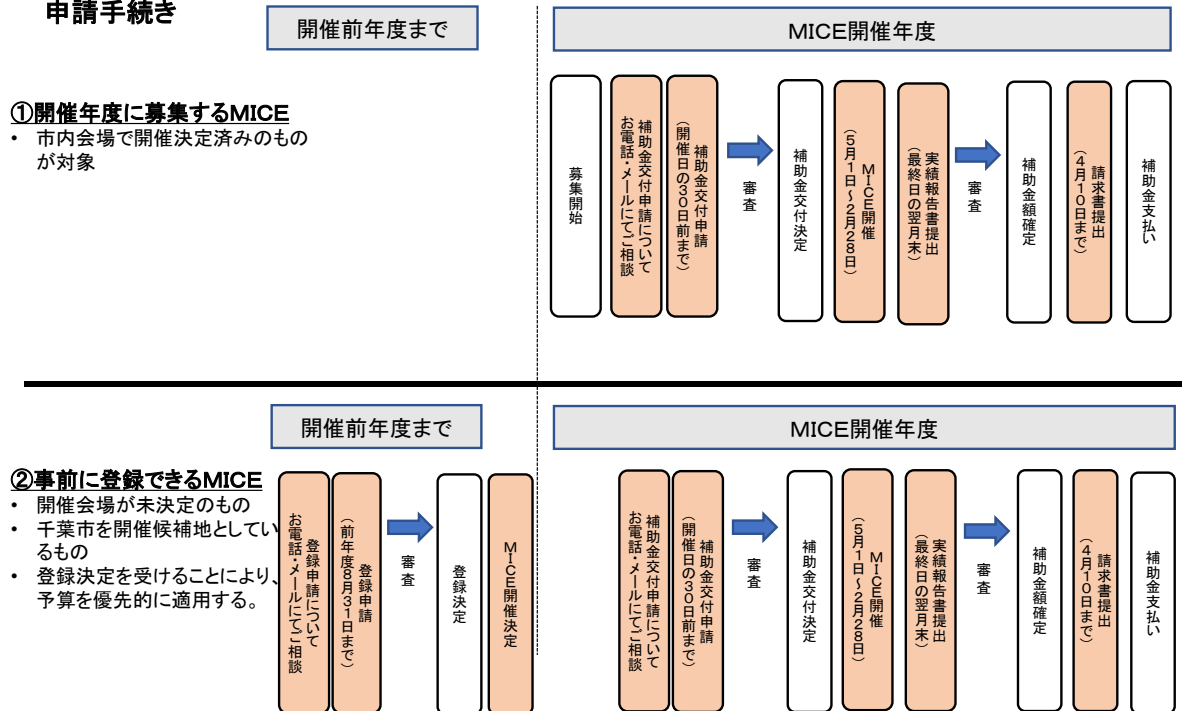 申請手続き
開催前年度まで
MICE開催年度
①開催年度に募集するMICE
• 市内会場で開催決定済みのもの
が対象
募集開始
補助金交付申請について
お電話・メールにてご相談
補助金交付申請
（開催日の30日前まで）
審査
補助金交付決定
MICE開催
（5月1日～2月28日）
実績報告書提出
（最終日の翌月末）
審査
補助金額確定
請求書提出
（4月10日まで）
補助金支払い
開催前年度まで
MICE開催年度
②事前に登録できるMICE
• 開催会場が未決定のもの
• 千葉市を開催候補地としてい
るもの
• 登録決定を受けることにより、
予算を優先的に適用する。
登録申請について
お電話・メールにてご相談
登録申請
（前年度8月31日まで）
審査
登録決定
MICE開催決定
補助金交付申請について
お電話・メールにてご相談
補助金交付申請
（開催日の30日前まで）
審査
補助金交付決定
MICE開催
（5月1日～2月28日）
実績報告書提出
（最終日の翌月末）
審査
補助金額確定
請求書提出
（4月10日まで）
補助金支払い